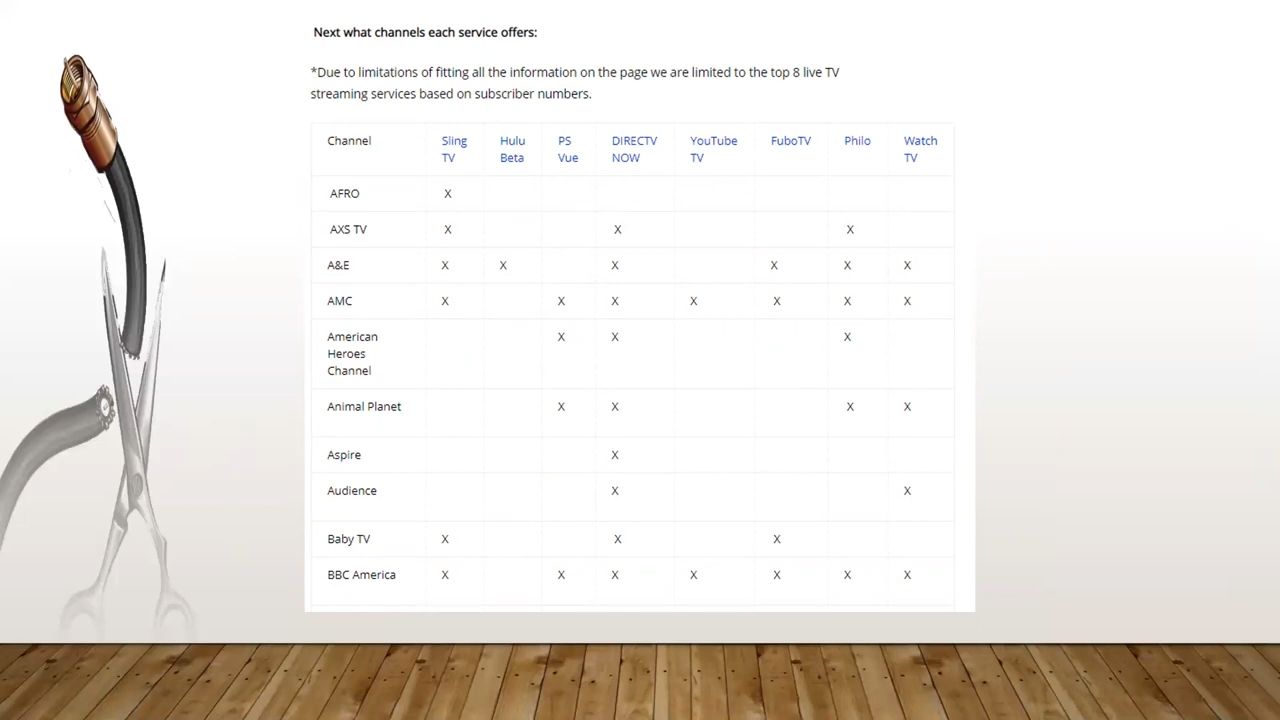 Next what channels each service offers:
*Due to limitations of fitting all the information on the page we are limited to the top 8 live TV
streaming services based on subscriber numbers.
Channel Sling TV Hulu Beta PS Vue DIRECTV NOW YouTube TV FuboTV Philo Watch TV
AFRO X
AXS TV X X X
A&E X X X X X X
AMC X X X X X X X
American Heroes Channel X X X
Animal Planet X X X X
Aspire X
Audience X X
Baby TV X X X
BBC America X X X X X X X